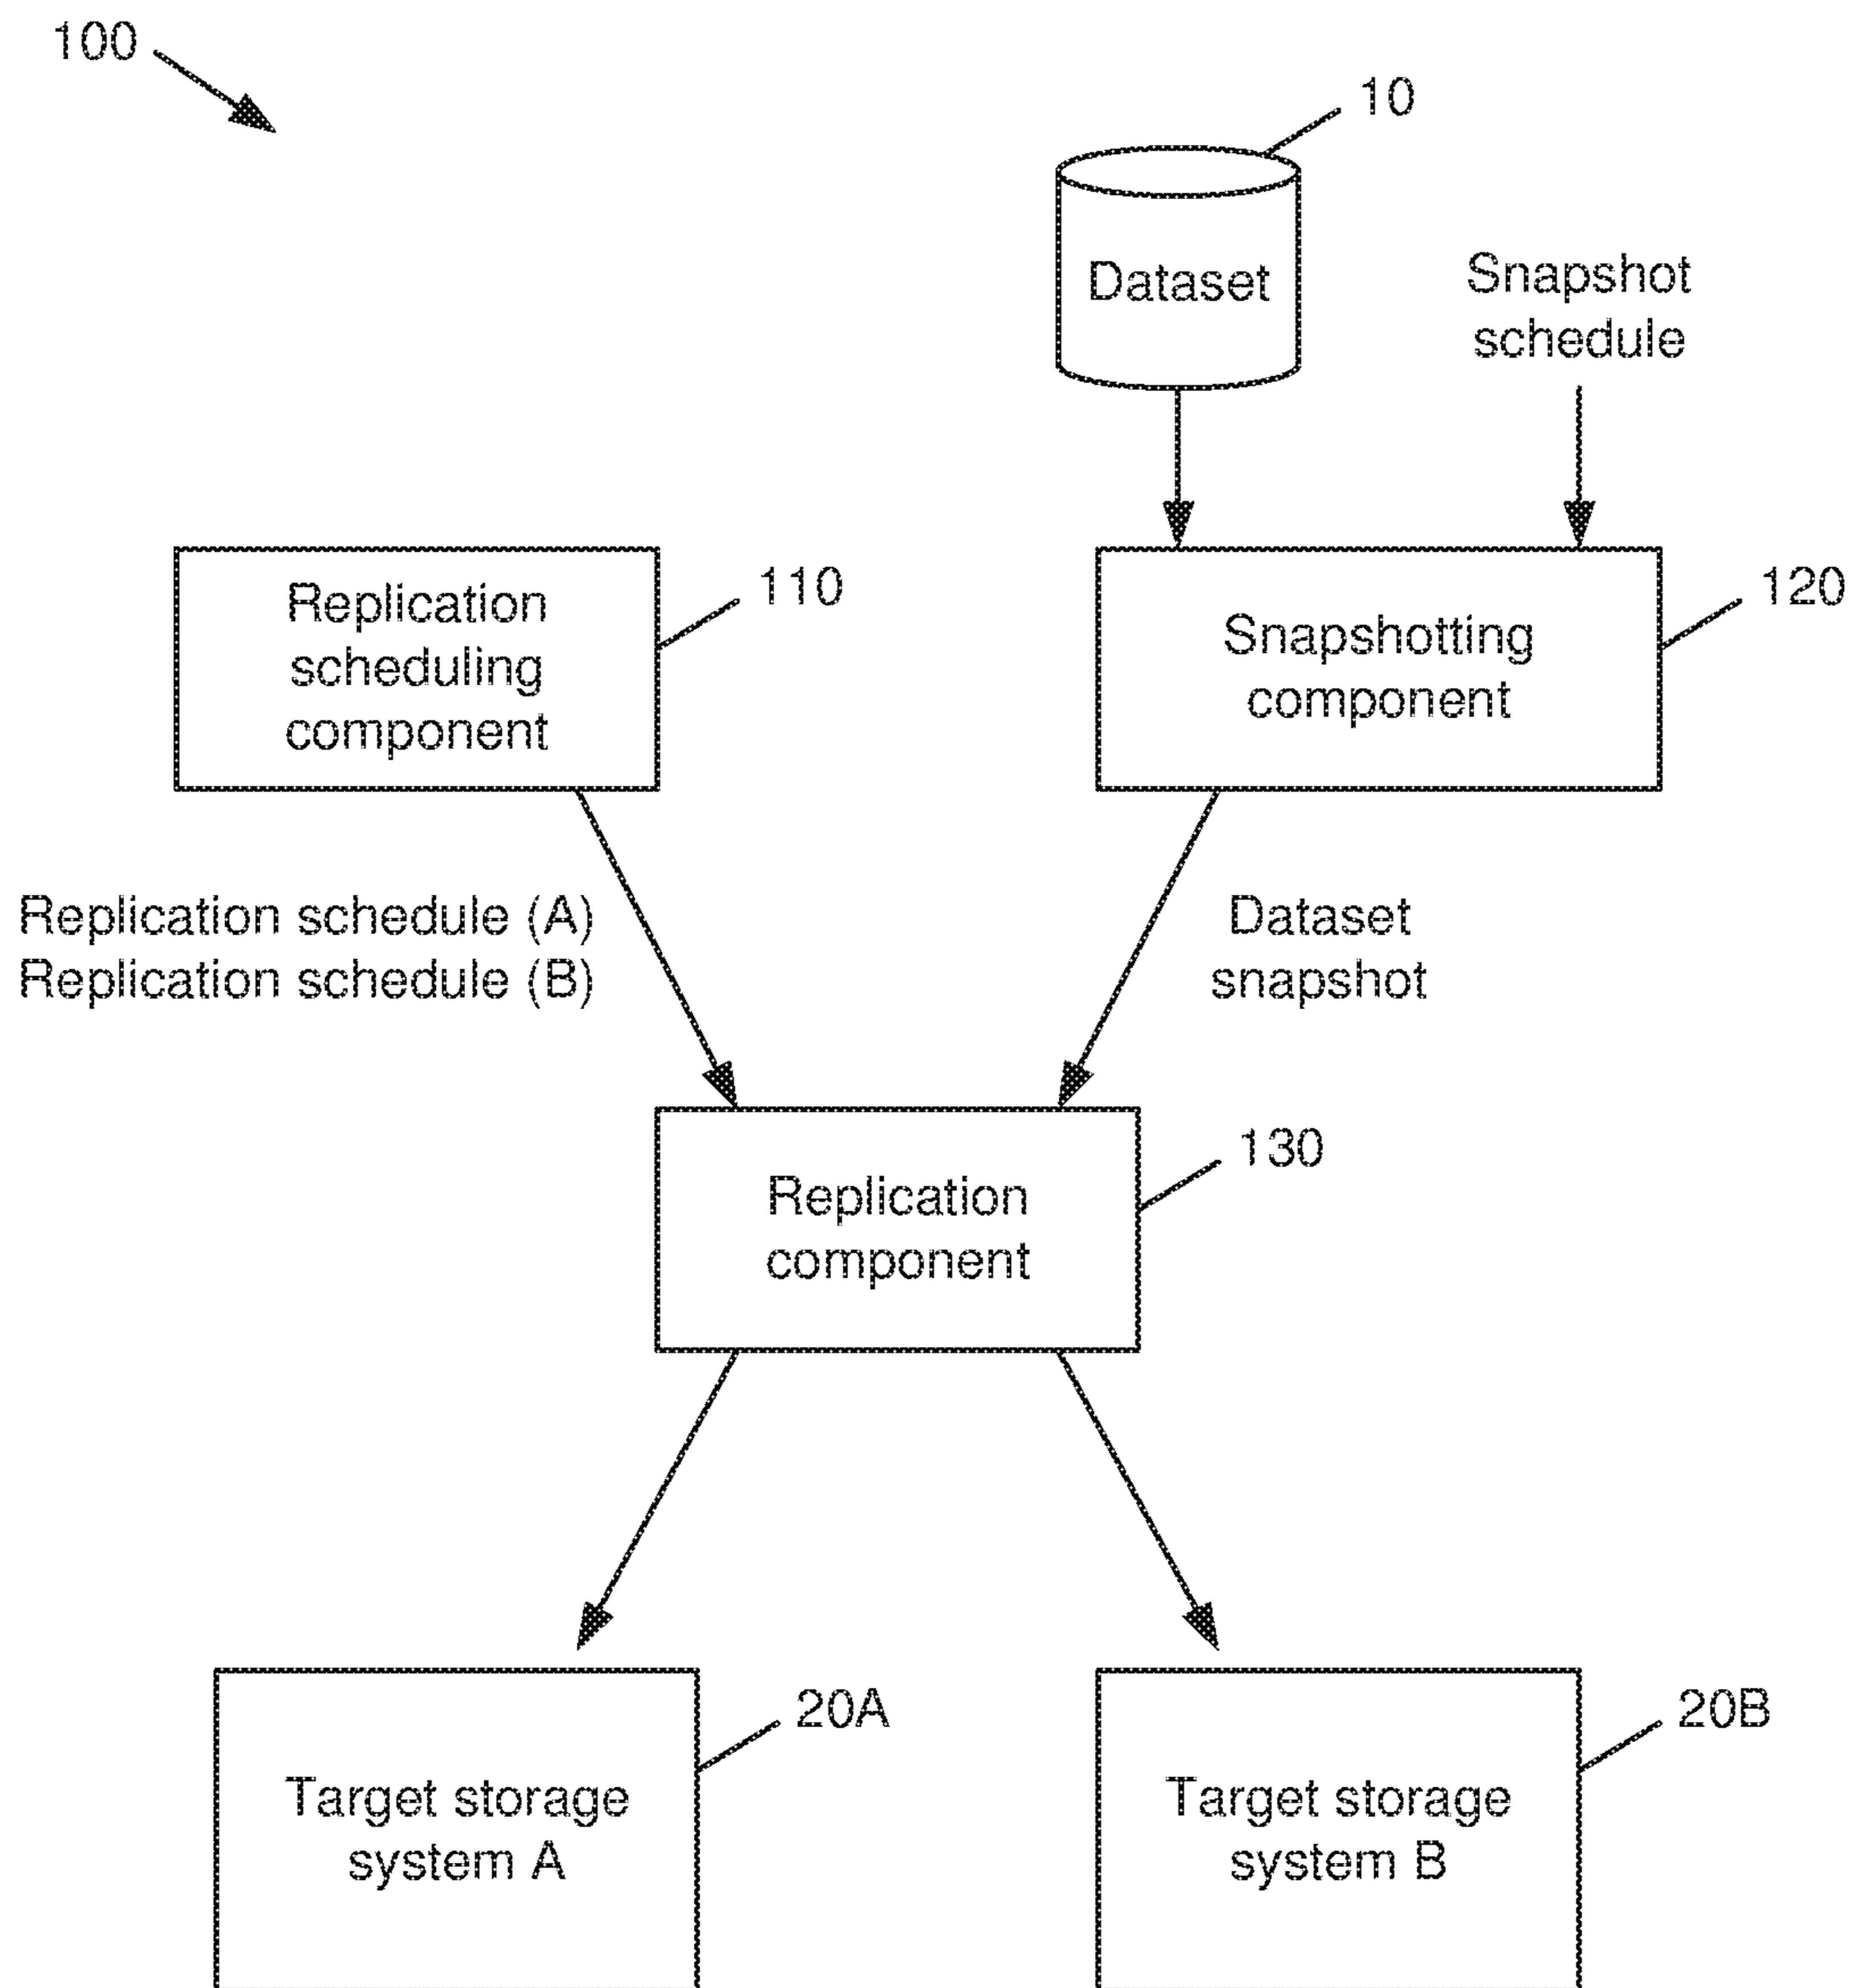 100
10
Dataset
Snapshot
schedule
Replication
scheduling
component
110
Snapshotting
component
120
Replication schedule (A)
Replication schedule (B)
Dataset
snapshot
Replication
component
130
Target storage
system A
20A
Target storage
system B
20B